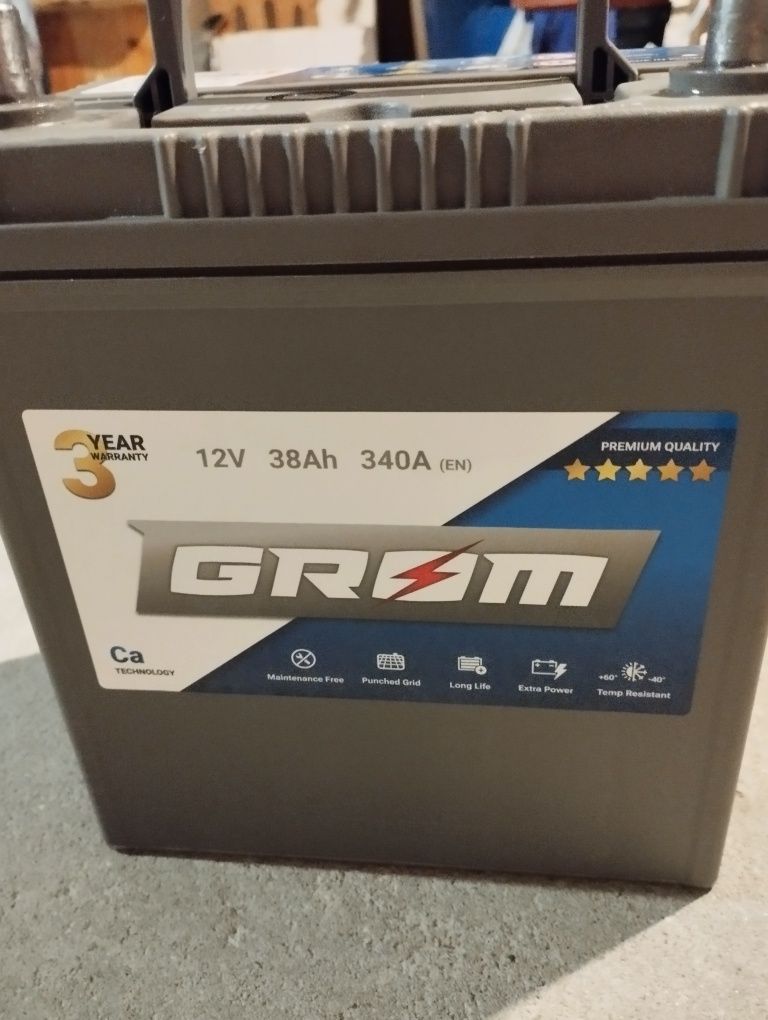 3 YEAR
WARRANTY
12V 38Ah 340A (EN)
PREMIUM QUALITY
GROM
Ca
TECHNOLOGY
Maintenance Free
Punched Grid
Long Life
Extra Power
+60° -40°
Temp Resistant